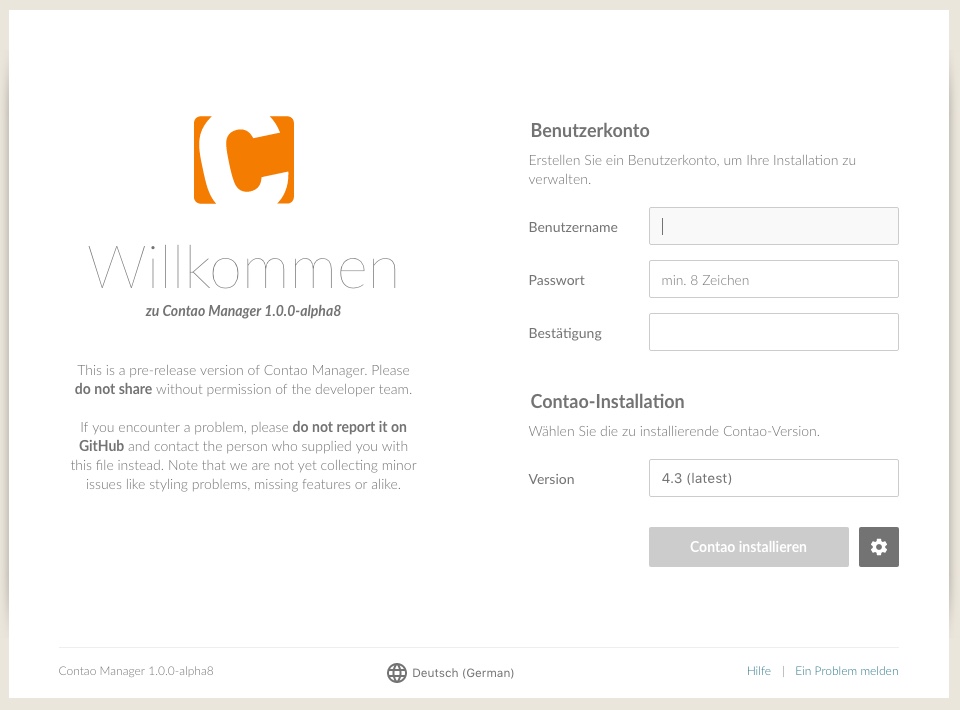 Willkommen
zu Contao Manager 1.0.0-alpha8
This is a pre-release version of Contao Manager. Please
do not share without permission of the developer team.
If you encounter a problem, please do not report it on
GitHub and contact the person who supplied you with
this file instead. Note that we are not yet collecting minor
issues like styling problems, missing features or alike.
Benutzerkonto
Erstellen Sie ein Benutzerkonto, um Ihre Installation zu
verwalten.
Benutzername
Passwort min. 8 Zeichen
Bestätigung
Contao-Installation
Wählen Sie die zu installierende Contao-Version.
Version 4.3 (latest)
Contao installieren
Contao Manager 1.0.0-alpha8 Deutsch (German) Hilfe | Ein Problem melden